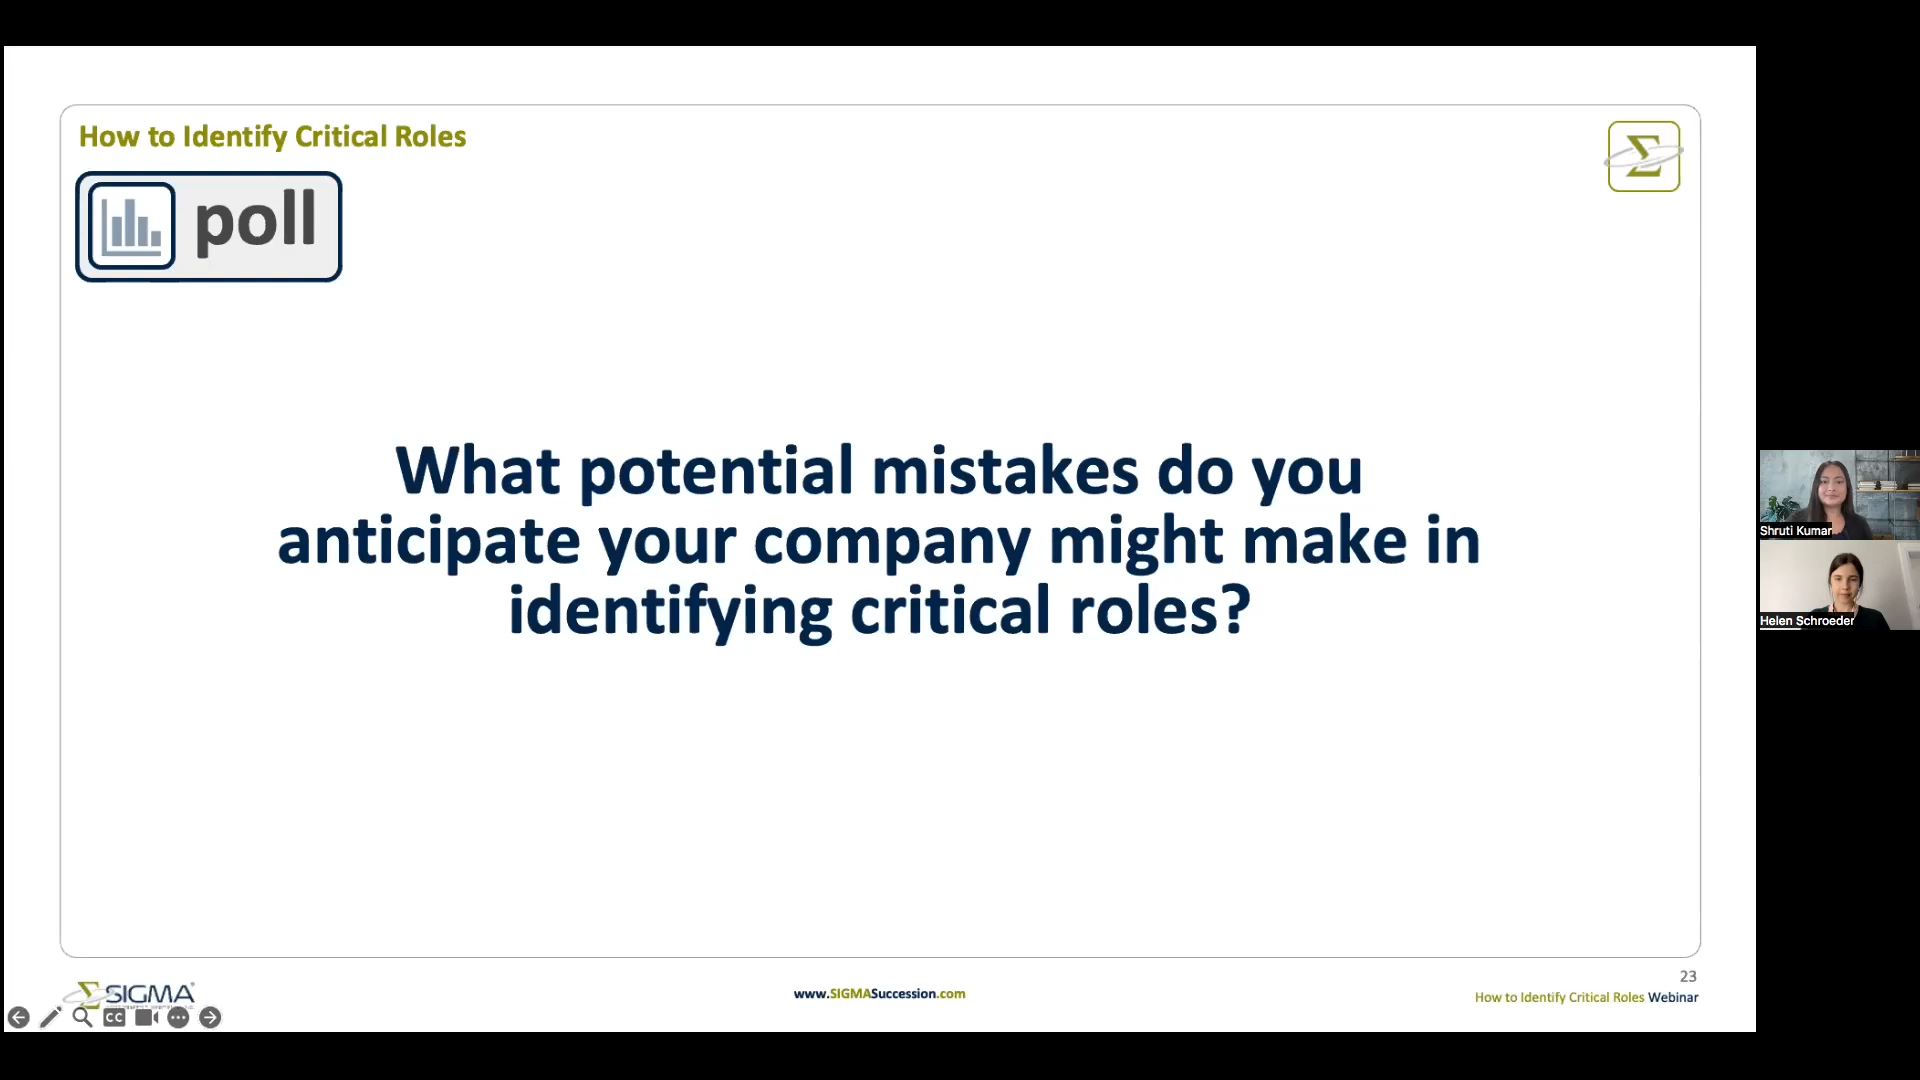 How to Identify Critical Roles
poll
What potential mistakes do you
anticipate your company might make in
identifying critical roles?
Shruti Kumar
Helen Schroeder
SIGMA
www.SIGMASuccession.com
23
How to Identify Critical Roles Webinar
CC